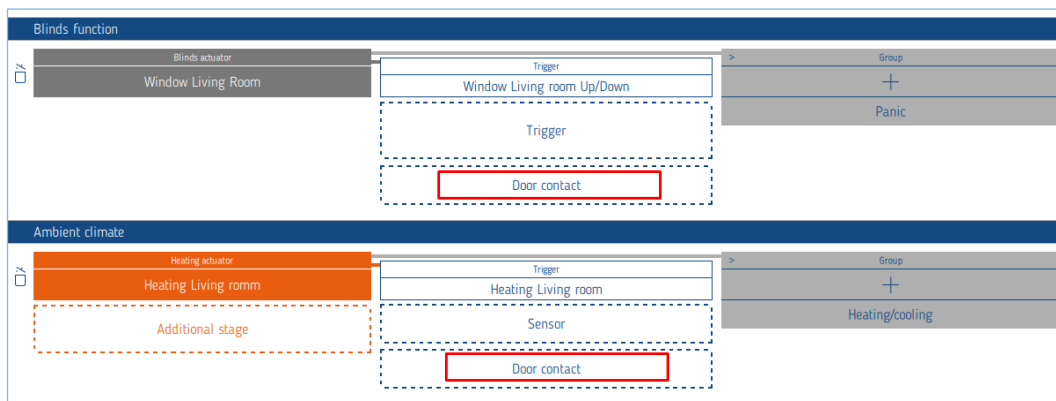 Blinds function
Blinds actuator
Window Living Room
Trigger
Window Living room Up/Down
Trigger
Door contact
> Group
+
Panic
Ambient climate
Heating actuator
Heating Living romm
Additional stage
Trigger
Heating Living room
Sensor
Door contact
> Group
+
Heating/cooling